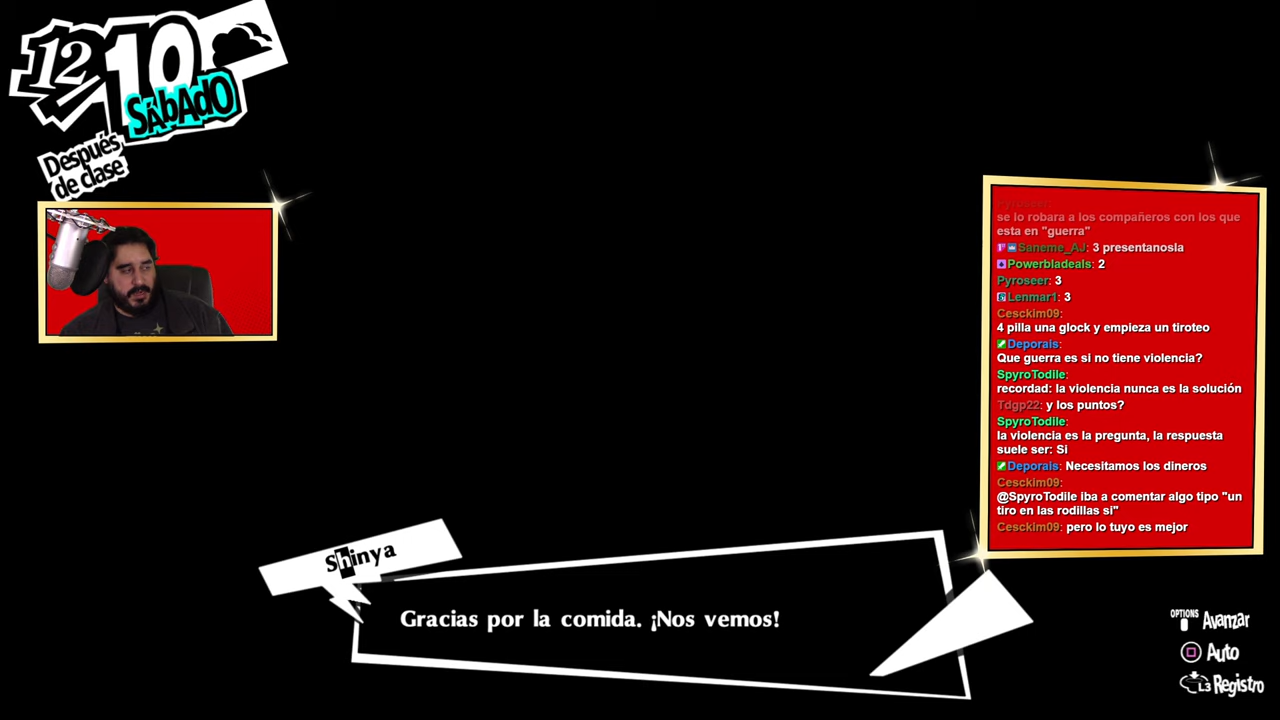 12
10
SábAdO
Después
de clase
Pyroseer:
se lo robara a los compañeros con los que
esta en "guerra"
Saneme_AJ: 3 presentanosla
Powerbladeals: 2
Pyroseer: 3
Lenmar1: 3
Cesckim09:
4 pilla una glock y empieza un tiroteo
Deporais:
Que guerra es si no tiene violencia?
SpyroTodile:
recordad: la violencia nunca es la solución
Tdgp22: y los puntos?
SpyroTodile:
la violencia es la pregunta, la respuesta
suele ser: Si
Deporais: Necesitamos los dineros
Cesckim09:
@SpyroTodile iba a comentar algo tipo "un
tiro en las rodillas si"
Cesckim09: pero lo tuyo es mejor
Shinya
Gracias por la comida. ¡Nos vemos!
OPTIONS Avanzar
Auto
L3 Registro